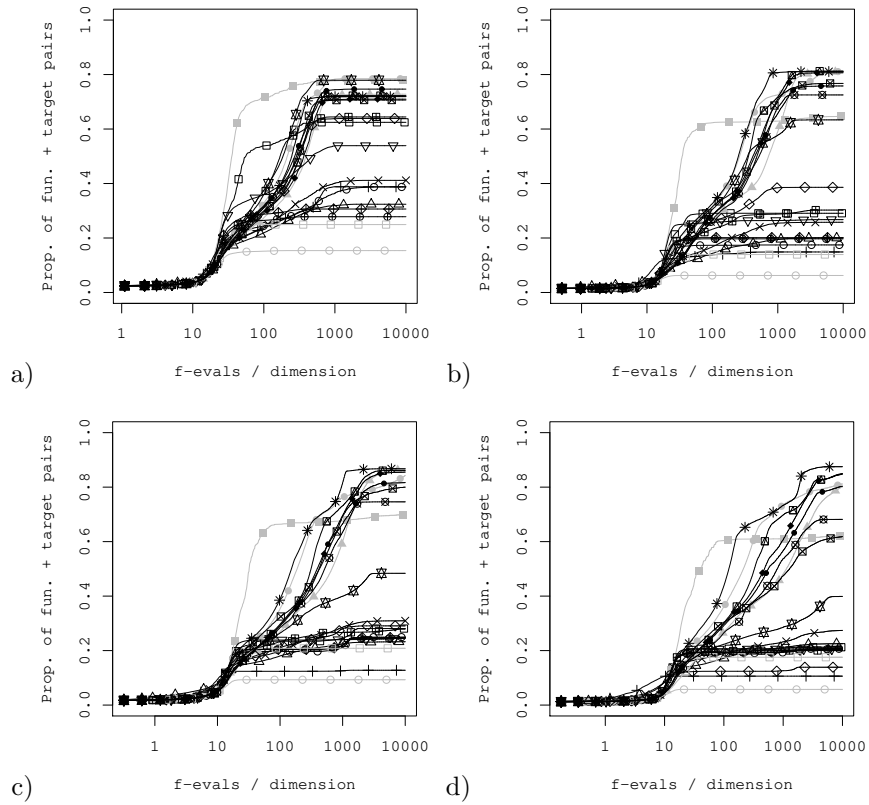 Prop. of fun. + target pairs
1.0
0.8
0.6
0.4
0.2
0.0
1 10 100 1000 10000
f-evals / dimension
a)
Prop. of fun. + target pairs
1.0
0.8
0.6
0.4
0.2
0.0
1 10 100 1000 10000
f-evals / dimension
b)
Prop. of fun. + target pairs
1.0
0.8
0.6
0.4
0.2
0.0
1 10 100 1000 10000
f-evals / dimension
c)
Prop. of fun. + target pairs
1.0
0.8
0.6
0.4
0.2
0.0
1 10 100 1000 10000
f-evals / dimension
d)